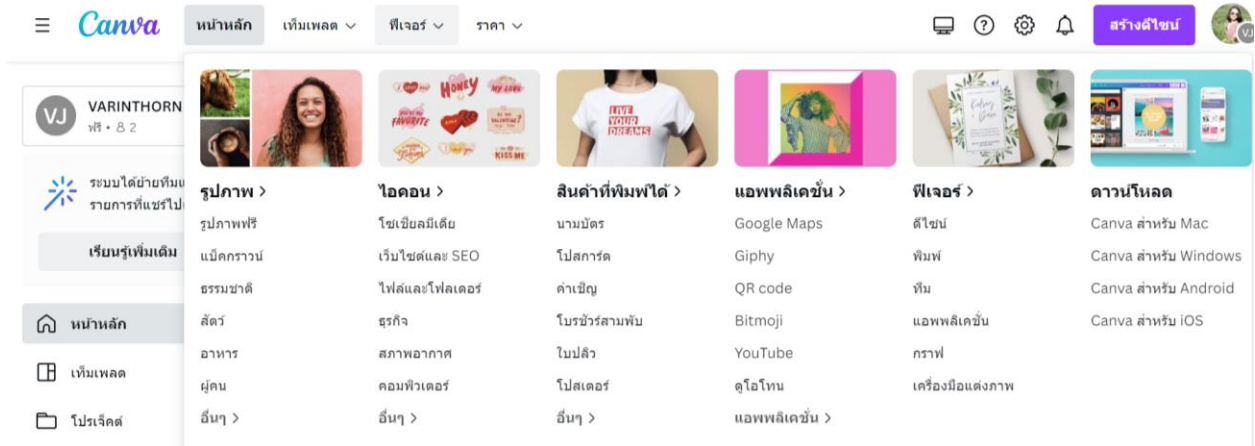 Canva
หน้าหลัก
เท็มเพลต
ฟีเจอร์
ราคา
สร้างดีไซน์
VJ
VJ
VARINTHORN
ฟรี • 2
ระบบได้ย้ายทีมแ
รายการที่แชร์ไป
เรียนรู้เพิ่มเติม
หน้าหลัก
เท็มเพลต
โปรเจ็คต์
รูปภาพ >
รูปภาพฟรี
แบ็คกราวน์
ธรรมชาติ
สัตว์
อาหาร
ผู้คน
อื่นๆ >
HONEY
MY LOVE
FAVORITE
KISS ME
ไอคอน >
โซเชียลมีเดีย
เว็บไซต์และ SEO
ไฟล์และโฟลเดอร์
ธุรกิจ
สภาพอากาศ
คอมพิวเตอร์
อื่นๆ >
LIVE
YOUR
DREAMS
สินค้าที่พิมพ์ได้ >
นามบัตร
โปสการ์ด
คำเชิญ
โบรชัวร์สามพับ
ใบปลิว
โปสเตอร์
อื่นๆ >
แอพพลิเคชั่น >
Google Maps
Giphy
QR code
Bitmoji
YouTube
ดูโอโทน
แอพพลิเคชั่น >
ฟีเจอร์ >
ดีไซน์
พิมพ์
ทีม
แอพพลิเคชั่น
กราฟ
เครื่องมือแต่งภาพ
ดาวน์โหลด
Canva สำหรับ Mac
Canva สำหรับ Windows
Canva สำหรับ Android
Canva สำหรับ iOS